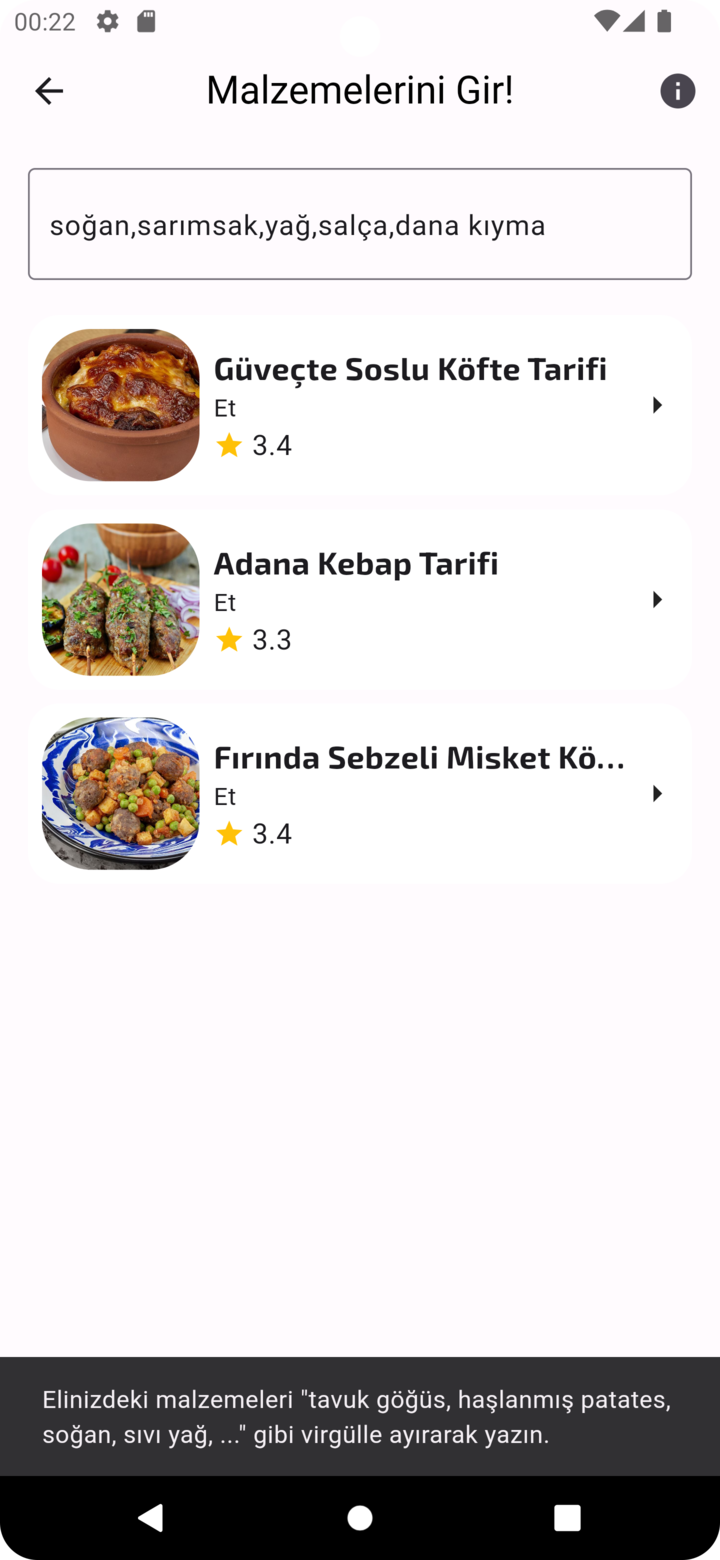 00:22
Malzemelerini Gir!
soğan,sarımsak,yağ,salça,dana kıyma
Güveçte Soslu Köfte Tarifi
Et
3.4
Adana Kebap Tarifi
Et
3.3
Fırında Sebzeli Misket Kö...
Et
3.4
Elinizdeki malzemeleri "tavuk göğüs, haşlanmış patates,
soğan, sıvı yağ, ..." gibi virgülle ayırarak yazın.